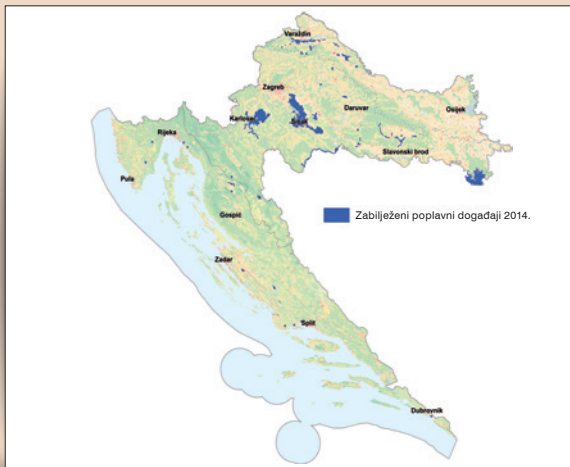 Varaždin
Zagreb
Karlovac
Sisak
Daruvar
Osijek
Slavonski brod
Rijeka
Pula
Gospić
Zabilježeni poplavni događaji 2014.
Zadar
Split
Dubrovnik